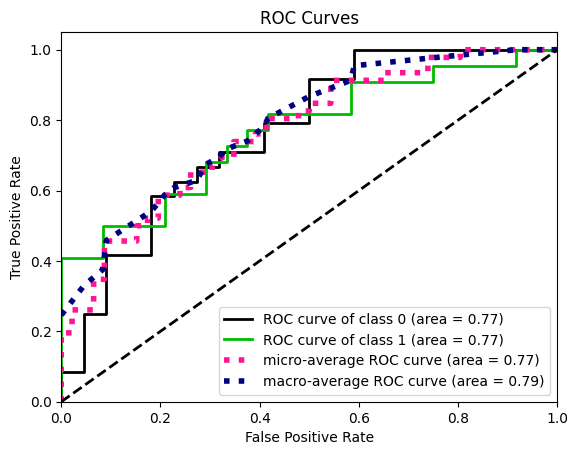 ROC Curves
True Positive Rate
1.0
0.8
0.6
0.4
0.2
0.0
ROC curve of class 0 (area = 0.77)
ROC curve of class 1 (area = 0.77)
micro-average ROC curve (area = 0.77)
macro-average ROC curve (area = 0.79)
0.0 0.2 0.4 0.6 0.8 1.0
False Positive Rate